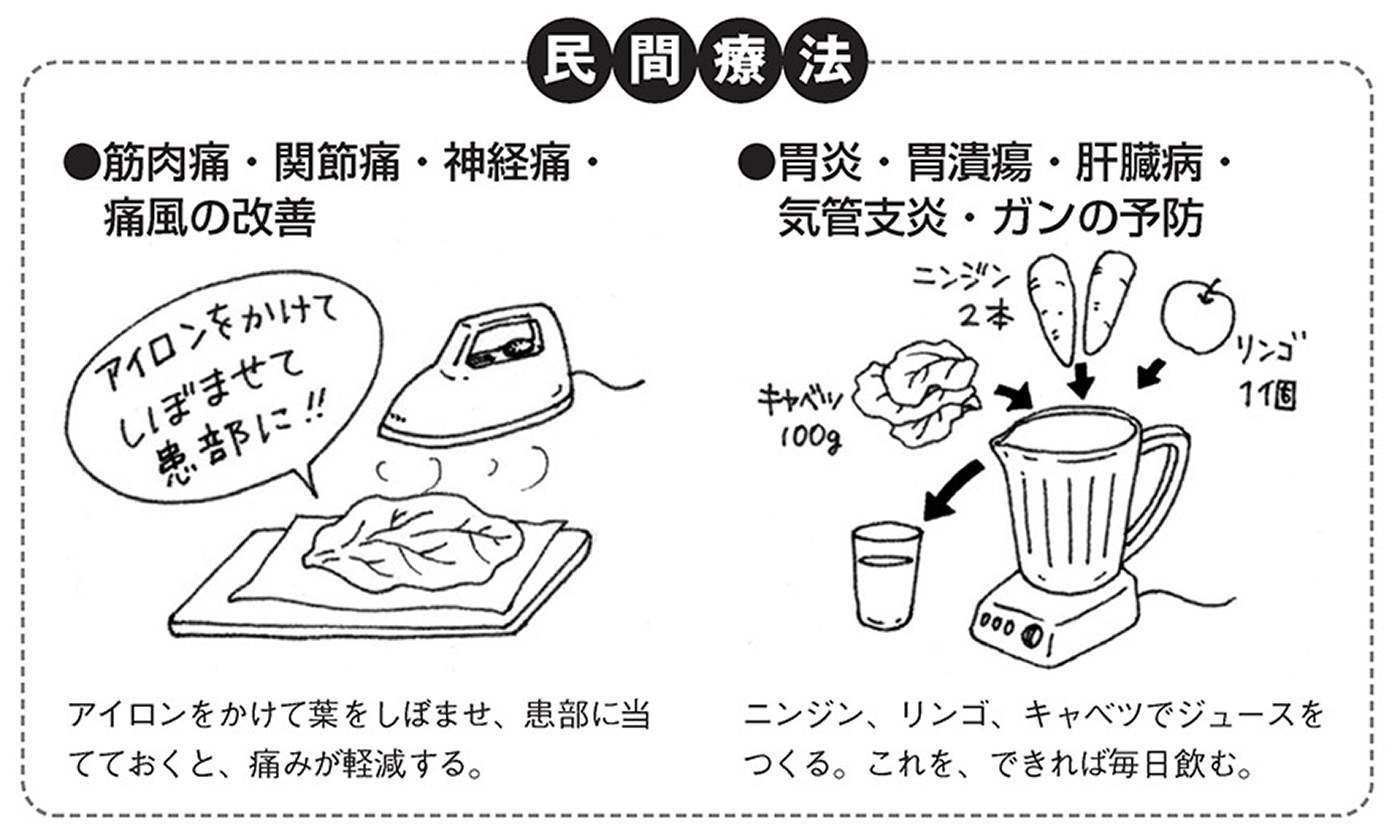 民間療法
●筋肉痛・関節痛・神経痛・
痛風の改善
アイロンをかけて
しぼませて
患部に!!
アイロンをかけて葉をしぼませ、患部に当
てておくと、痛みが軽減する。
●胃炎・胃潰瘍・肝臓病・
気管支炎・ガンの予防
ニンジン
2本
リンゴ
1個
キャベツ
100g
ニンジン、リンゴ、キャベツでジュースを
つくる。これを、できれば毎日飲む。